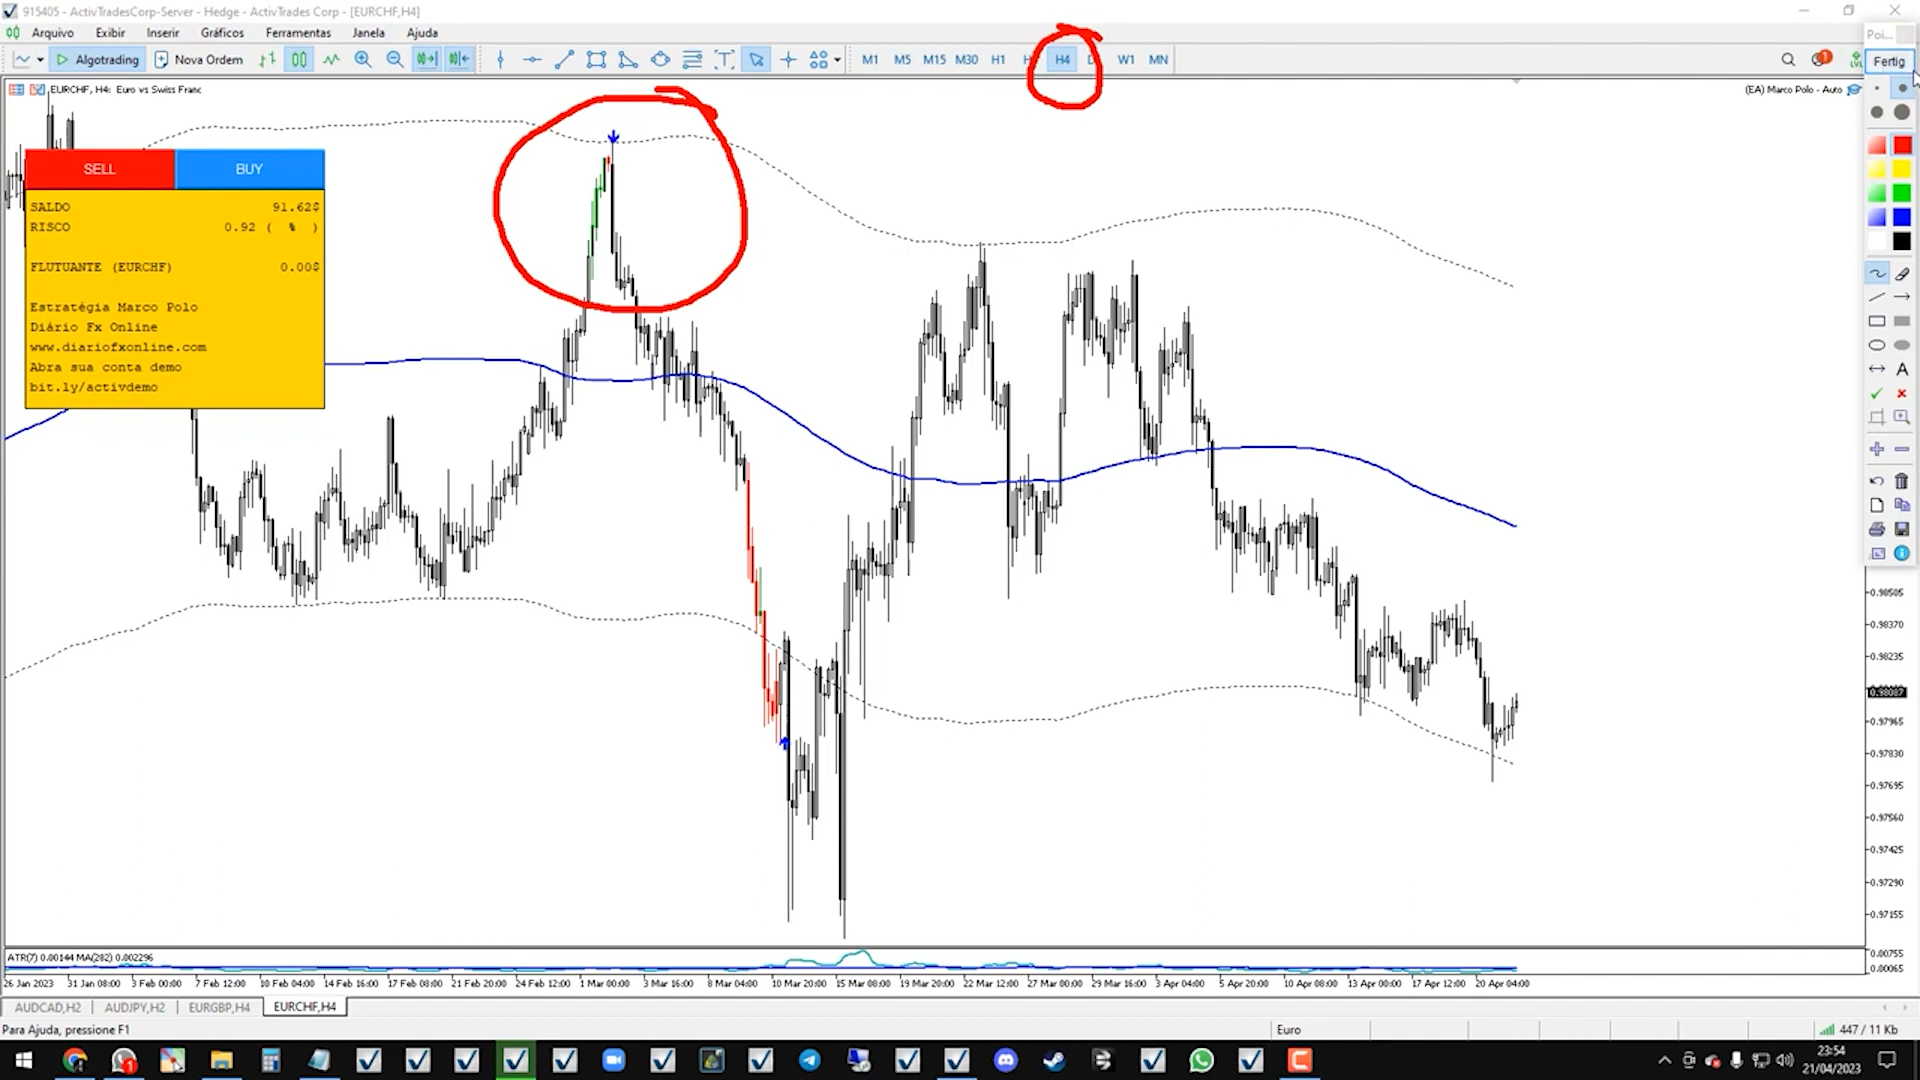 915405 - ActivTradesCorp-Server - Hedge - ActivTrades Corp - [EURCHF,H4]
Poi...
Arquivo Exibir Inserir Gráficos Ferramentas Janela Ajuda
Algotrading Nova Ordem M1 M5 M15 M30 H1 H4 W1 MN
Fertig
EURCHF, H4: Euro vs Swiss Franc
(EA) Marco Polo - Auto
SELL BUY
SALDO 91.62$
RISCO 0.92 ( % )
FLUTUANTE (EURCHF) 0.00$
Estratégia Marco Polo
Diário Fx Online
www.diariofxonline.com
Abra sua conta demo
bit.ly/activdemo
0.98505
0.98370
0.98235
0.98087
0.97965
0.97830
0.97695
0.97560
0.97425
0.97290
0.97155
ATR(7) 0.00144 MA(282) 0.002296
0.00755
0.00065
26 Jan 2023 31 Jan 08:00 3 Feb 00:00 7 Feb 12:00 10 Feb 04:00 14 Feb 16:00 17 Feb 08:00 21 Feb 20:00 24 Feb 12:00 1 Mar 00:00 3 Mar 16:00 8 Mar 04:00 10 Mar 20:00 15 Mar 08:00 19 Mar 20:00 22 Mar 12:00 27 Mar 00:00 29 Mar 16:00 3 Apr 04:00 5 Apr 20:00 10 Apr 08:00 13 Apr 00:00 17 Apr 12:00 20 Apr 04:00
AUDCAD,H2 AUDJPY,H2 EURGBP,H4 EURCHF,H4
Para Ajuda, pressione F1
Euro
447 / 11 Kb
23:54
21/04/2023